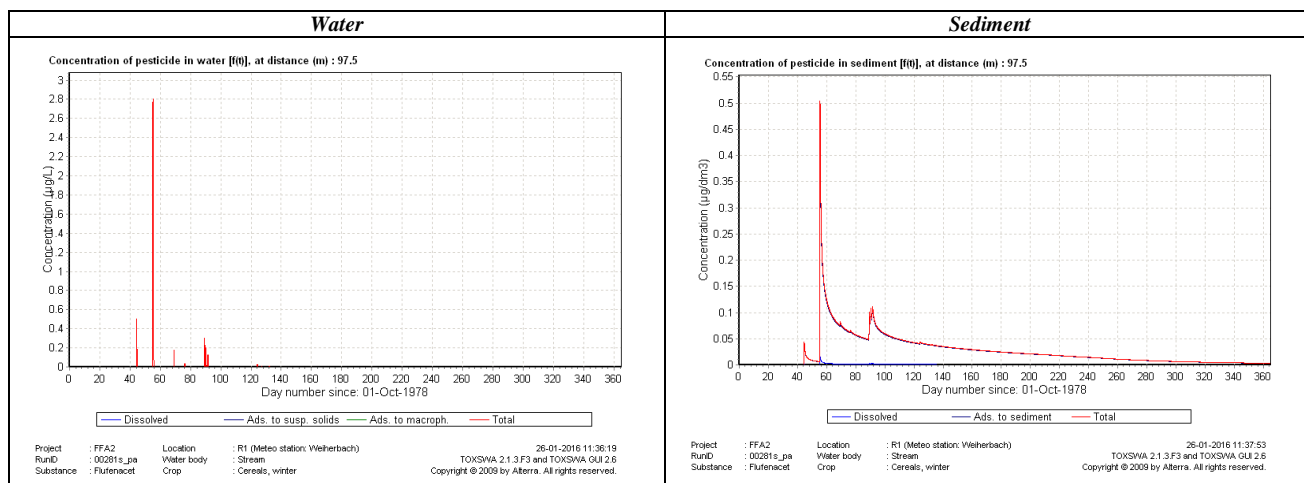 Water
Sediment
Concentration of pesticide in water [f(t)], at distance (m) : 97.5
Concentration (µg/L)
3
2.8
2.6
2.4
2.2
2
1.8
1.6
1.4
1.2
1
0.8
0.6
0.4
0.2
0
0 20 40 60 80 100 120 140 160 180 200 220 240 260 280 300 320 340 360
Day number since: 01-Oct-1978
Dissolved Ads. to susp. solids Ads. to macroph. Total
Project : FFA2 Location : R1 (Meteo station: Weiherbach) 26-01-2016 11:36:19
RunID : 00281s_pa Water body : Stream TOXSWA 2.1.3.F3 and TOXSWA GUI 2.6
Substance : Flufenacet Crop : Cereals, winter Copyright © 2009 by Alterra. All rights reserved.
Concentration of pesticide in sediment [f(t)], at distance (m) : 97.5
Concentration (µg/dm3)
0.55
0.5
0.45
0.4
0.35
0.3
0.25
0.2
0.15
0.1
0.05
0
0 20 40 60 80 100 120 140 160 180 200 220 240 260 280 300 320 340 360
Day number since: 01-Oct-1978
Dissolved Ads. to sediment Total
Project : FFA2 Location : R1 (Meteo station: Weiherbach) 26-01-2016 11:37:53
RunID : 00281s_pa Water body : Stream TOXSWA 2.1.3.F3 and TOXSWA GUI 2.6
Substance : Flufenacet Crop : Cereals, winter Copyright © 2009 by Alterra. All rights reserved.